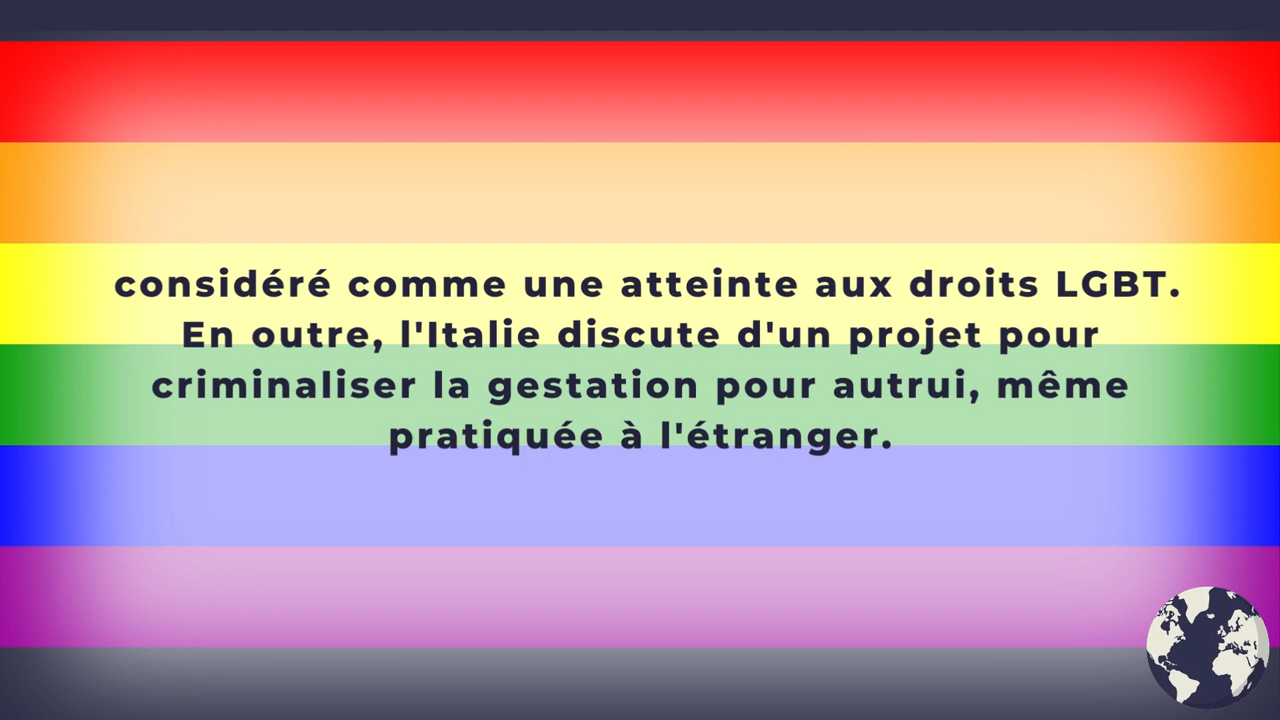 considéré comme une atteinte aux droits LGBT.
En outre, l'Italie discute d'un projet pour
criminaliser la gestation pour autrui, même
pratiquée à l'étranger.